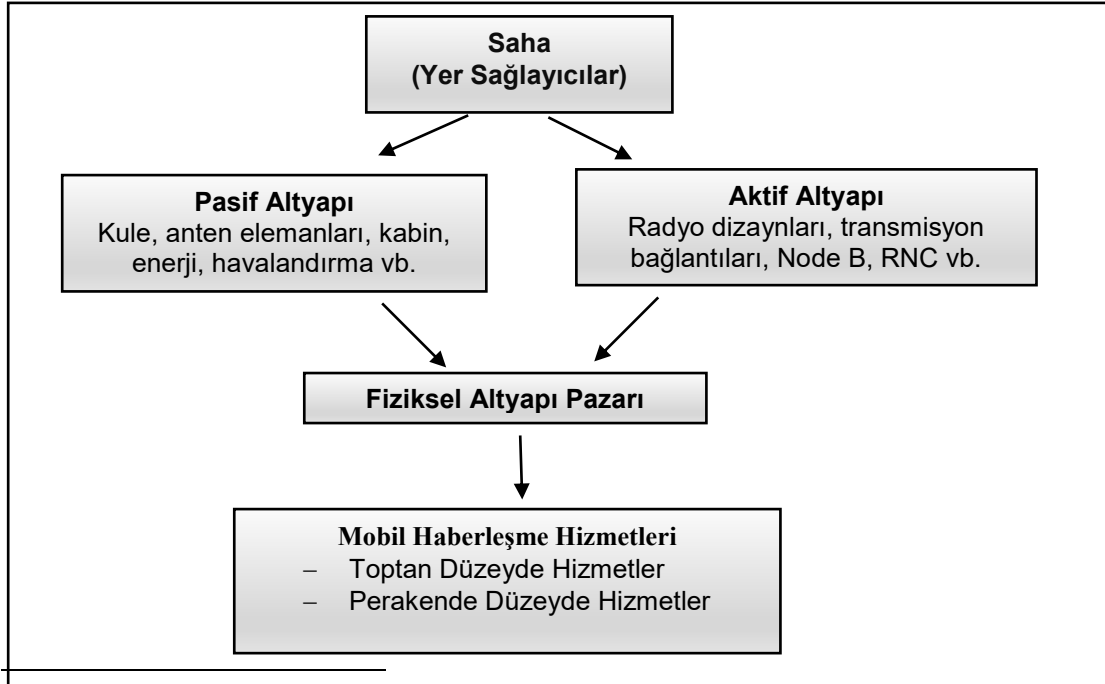 Saha
(Yer Sağlayıcılar)
Pasif Altyapı
Kule, anten elemanları, kabin,
enerji, havalandırma vb.
Aktif Altyapı
Radyo dizaynları, transmisyon
bağlantıları, Node B, RNC vb.
Fiziksel Altyapı Pazarı
Mobil Haberleşme Hizmetleri
– Toptan Düzeyde Hizmetler
– Perakende Düzeyde Hizmetler